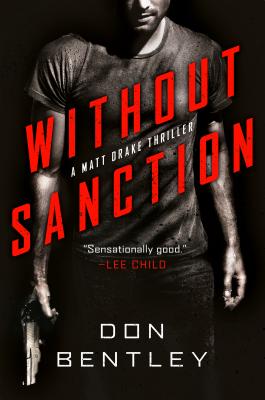 WITHOUT
A MATT DRAKE THRILLER
SANCTION
"Sensationally good."
–LEE CHILD
DON
BENTLEY